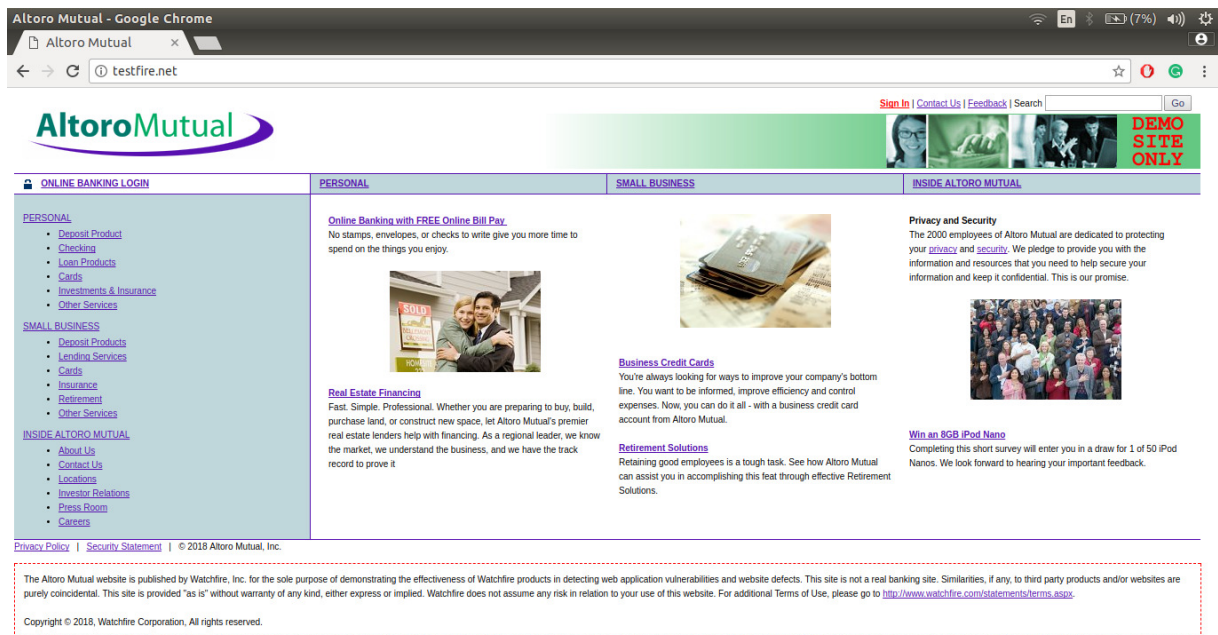 Altoro Mutual - Google Chrome
En
(7%)
Altoro Mutual
testfire.net
Sign In | Contact Us | Feedback | Search
Go
AltoroMutual
DEMO
SITE
ONLY
ONLINE BANKING LOGIN
PERSONAL
SMALL BUSINESS
INSIDE ALTORO MUTUAL
PERSONAL
Deposit Product
Checking
Loan Products
Cards
Investments & Insurance
Other Services
SMALL BUSINESS
Deposit Products
Lending Services
Cards
Insurance
Retirement
Other Services
INSIDE ALTORO MUTUAL
About Us
Contact Us
Locations
Investor Relations
Press Room
Careers
Online Banking with FREE Online Bill Pay
No stamps, envelopes, or checks to write give you more time to
spend on the things you enjoy.
SOLD
Real Estate Financing
Fast. Simple. Professional. Whether you are preparing to buy, build,
purchase land, or construct new space, let Altoro Mutual's premier
real estate lenders help with financing. As a regional leader, we know
the market, we understand the business, and we have the track
record to prove it
Business Credit Cards
You're always looking for ways to improve your company's bottom
line. You want to be informed, improve efficiency and control
expenses. Now, you can do it all - with a business credit card
account from Altoro Mutual.
Retirement Solutions
Retaining good employees is a tough task. See how Altoro Mutual
can assist you in accomplishing this feat through effective Retirement
Solutions.
Privacy and Security
The 2000 employees of Altoro Mutual are dedicated to protecting
your privacy and security. We pledge to provide you with the
information and resources that you need to help secure your
information and keep it confidential. This is our promise.
Win an 8GB iPod Nano
Completing this short survey will enter you in a draw for 1 of 50 iPod
Nanos. We look forward to hearing your important feedback.
Privacy Policy | Security Statement | © 2018 Altoro Mutual, Inc.
The Altoro Mutual website is published by Watchfire, Inc. for the sole purpose of demonstrating the effectiveness of Watchfire products in detecting web application vulnerabilities and website defects. This site is not a real banking site. Similarities, if any, to third party products and/or websites are
purely coincidental. This site is provided "as is" without warranty of any kind, either express or implied. Watchfire does not assume any risk in relation to your use of this website. For additional Terms of Use, please go to http://www.watchfire.com/statements/terms.aspx.
Copyright © 2018, Watchfire Corporation, All rights reserved.